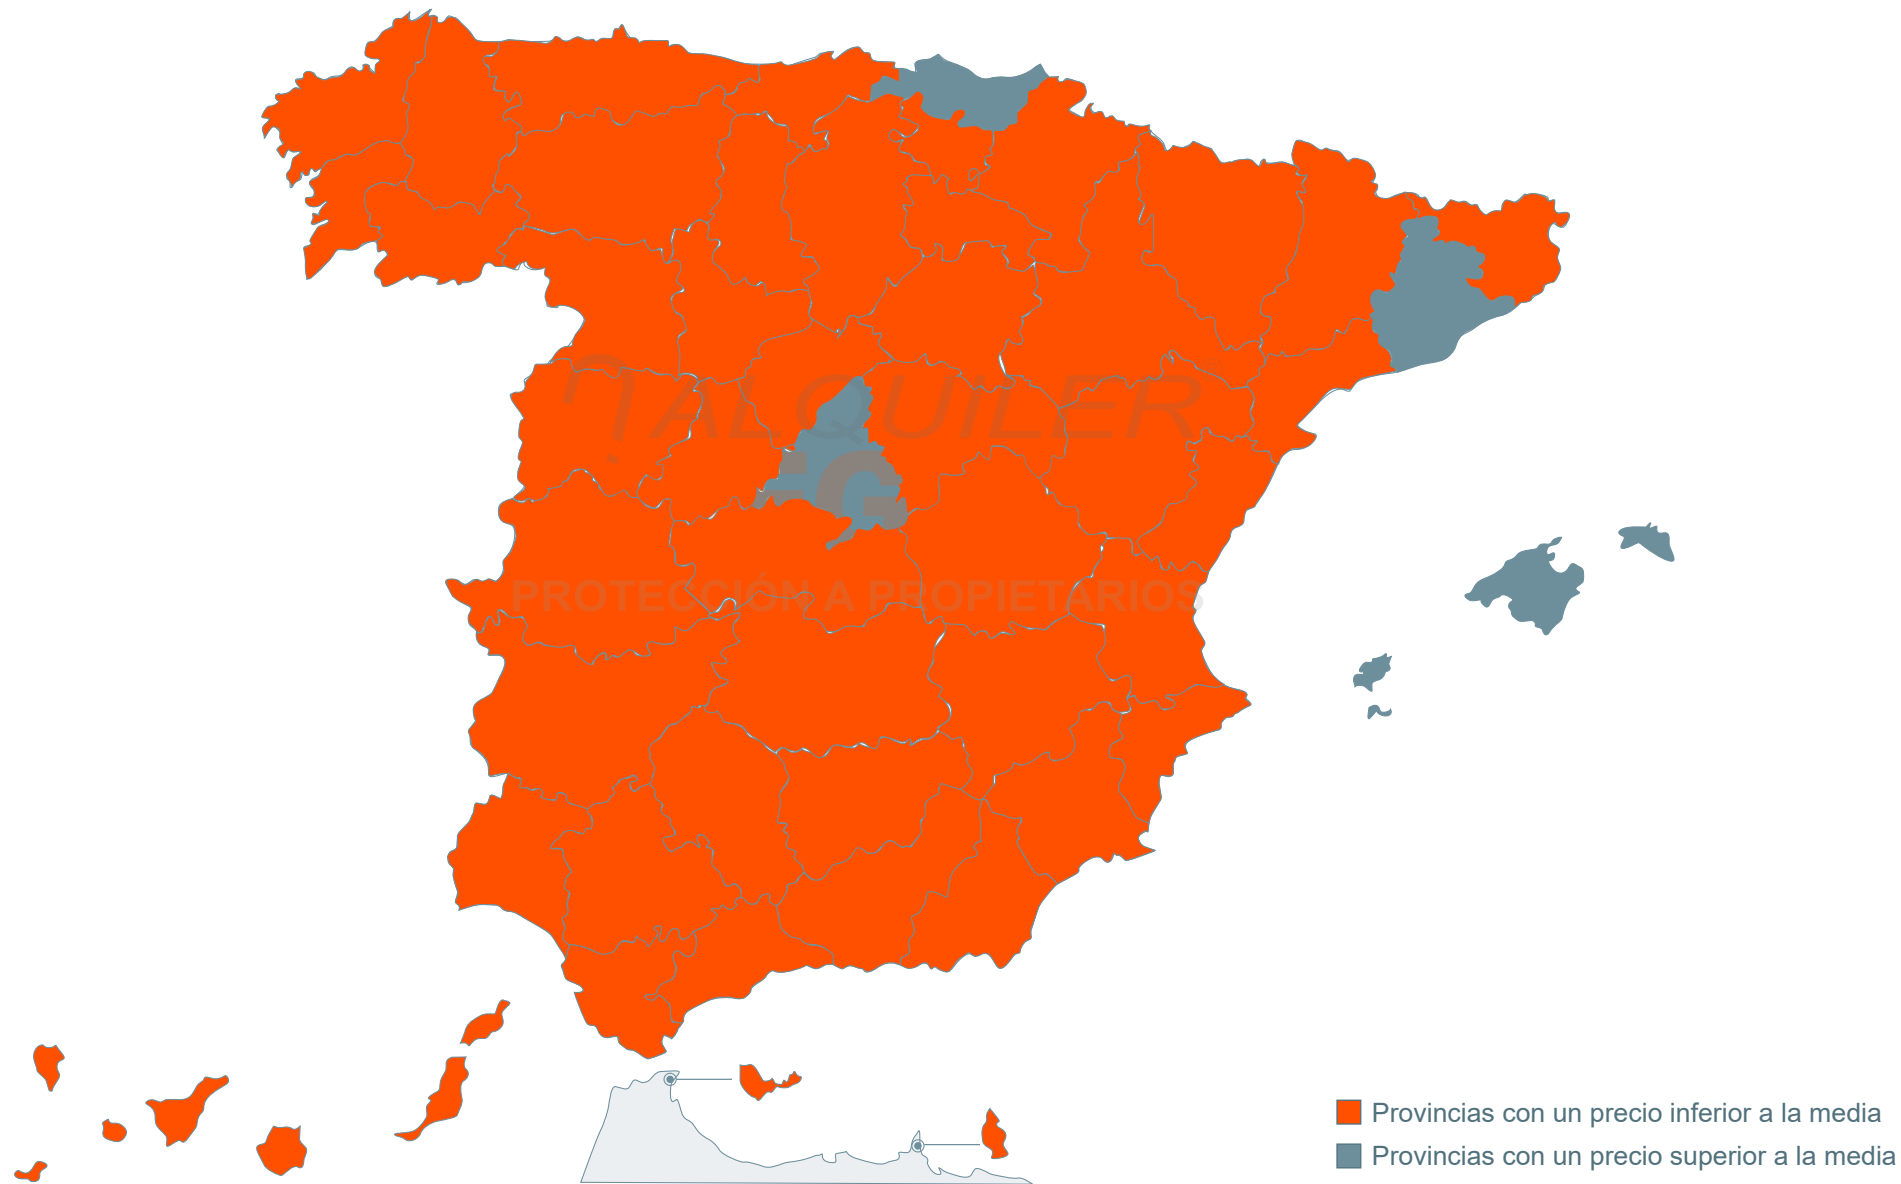 ALQUILER
PROTECCIÓN A PROPIETARIOS
Provincias con un precio inferior a la media
Provincias con un precio superior a la media